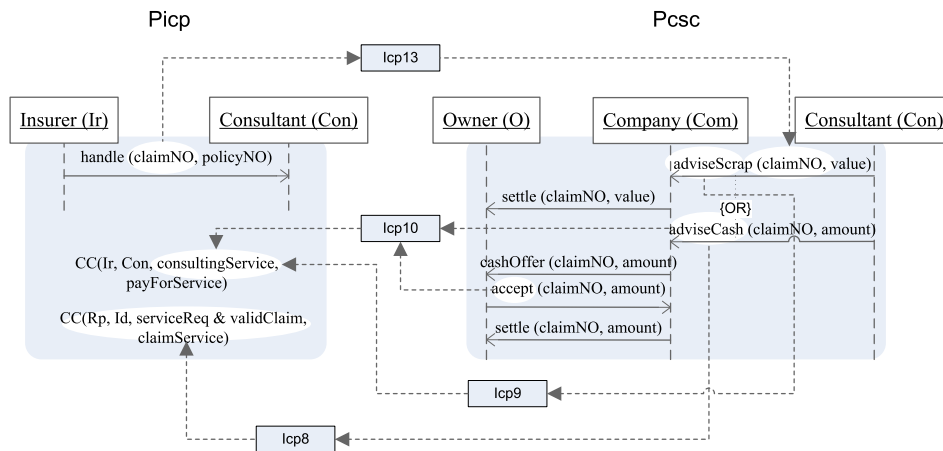 Picp
Pcsc
Icp13
Insurer (Ir)
Consultant (Con)
Owner (O)
Company (Com)
Consultant (Con)
handle (claimNO, policyNO)
adviseScrap (claimNO, value)
settle (claimNO, value)
{OR}
Icp10
adviseCash (claimNO, amount)
CC(Ir, Con, consultingService,
payForService)
cashOffer (claimNO, amount)
accept (claimNO, amount)
CC(Rp, Id, serviceReq & validClaim,
claimService)
settle (claimNO, amount)
Icp9
Icp8